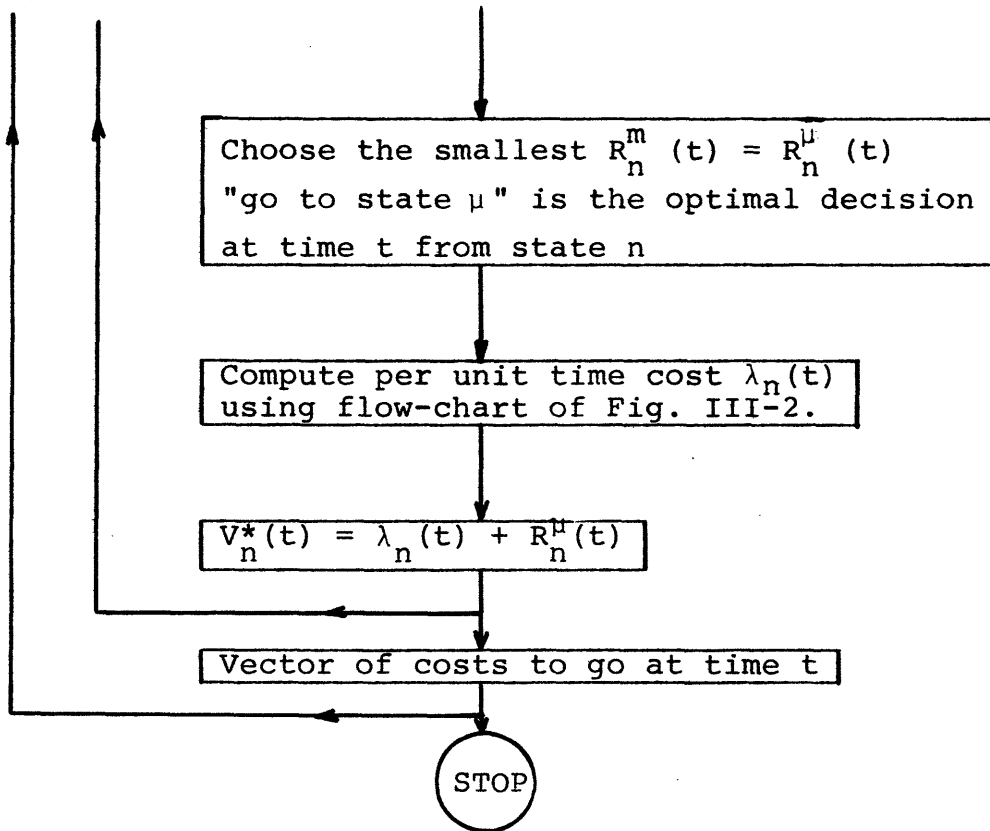 Choose the smallest R_n^m (t) = R_n^μ (t)
"go to state μ" is the optimal decision
at time t from state n
Compute per unit time cost λ_n(t)
using flow-chart of Fig. III-2.
V_n^*(t) = λ_n(t) + R_n^μ(t)
Vector of costs to go at time t
STOP